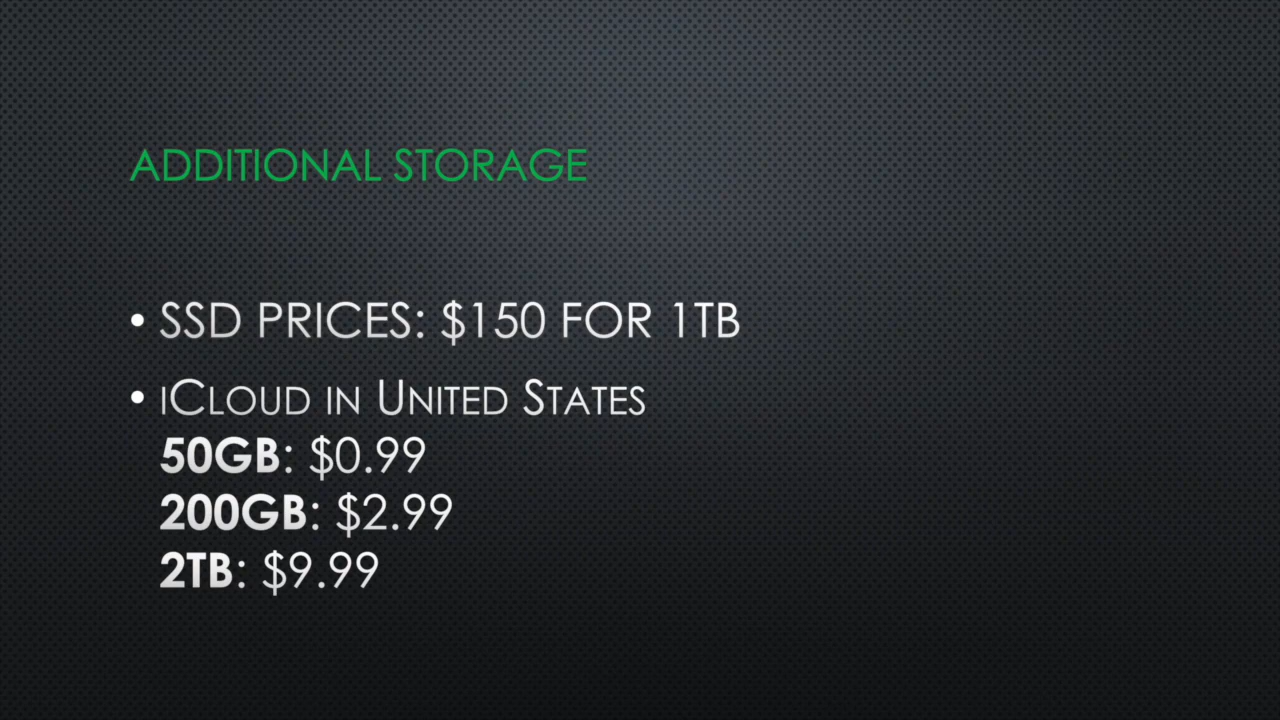 ADDITIONAL STORAGE
• SSD PRICES: $150 FOR 1TB
• iCLOUD IN UNITED STATES
50GB: $0.99
200GB: $2.99
2TB: $9.99